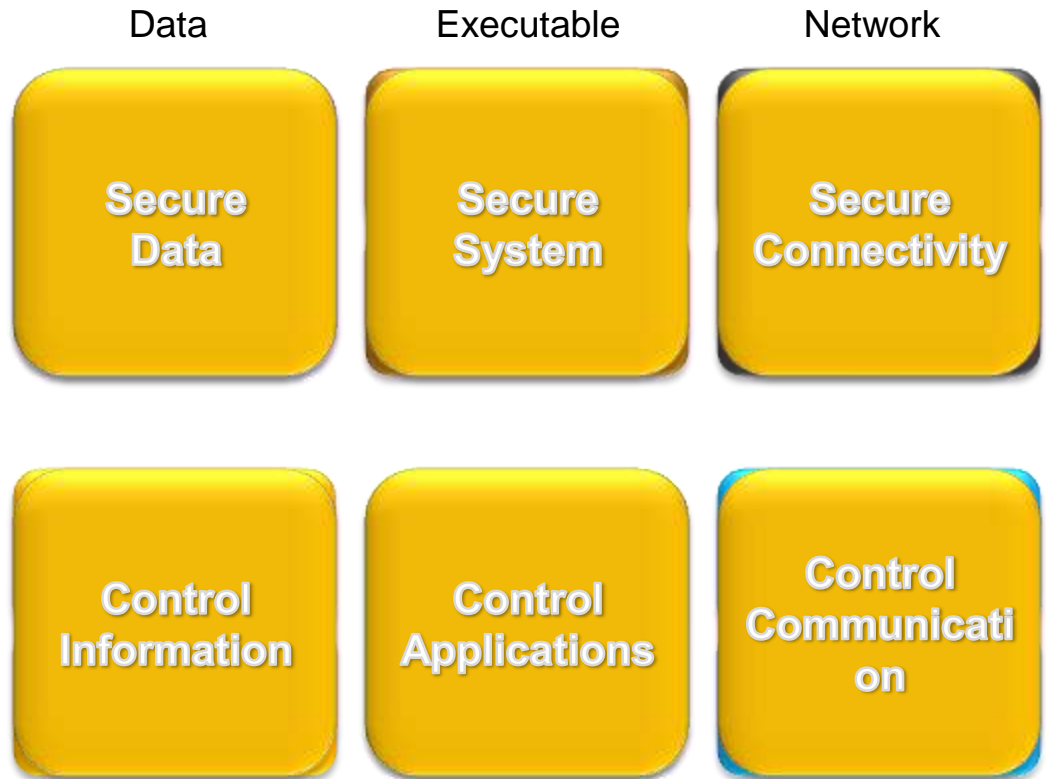 Data
Executable
Network
Secure
Data
Secure
System
Secure
Connectivity
Control
Information
Control
Applications
Control
Communicati
on